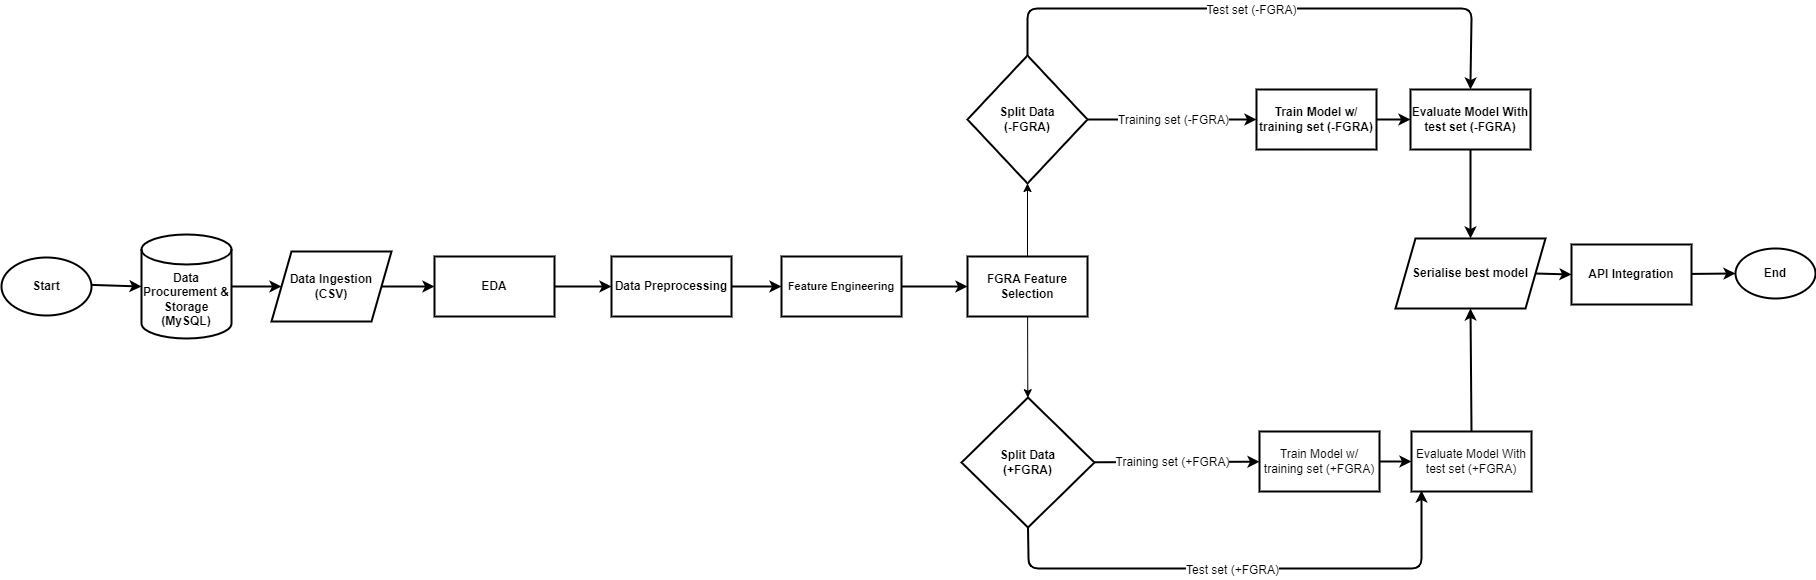 Test set (-FGRA)
Split Data
(-FGRA)
Training set (-FGRA)
Train Model w/
training set (-FGRA)
Evaluate Model With
test set (-FGRA)
Start
Data
Procurement &
Storage
(MySQL)
Data Ingestion
(CSV)
EDA
Data Preprocessing
Feature Engineering
FGRA Feature
Selection
Serialise best model
API Integration
End
Split Data
(+FGRA)
Training set (+FGRA)
Train Model w/
training set (+FGRA)
Evaluate Model With
test set (+FGRA)
Test set (+FGRA)